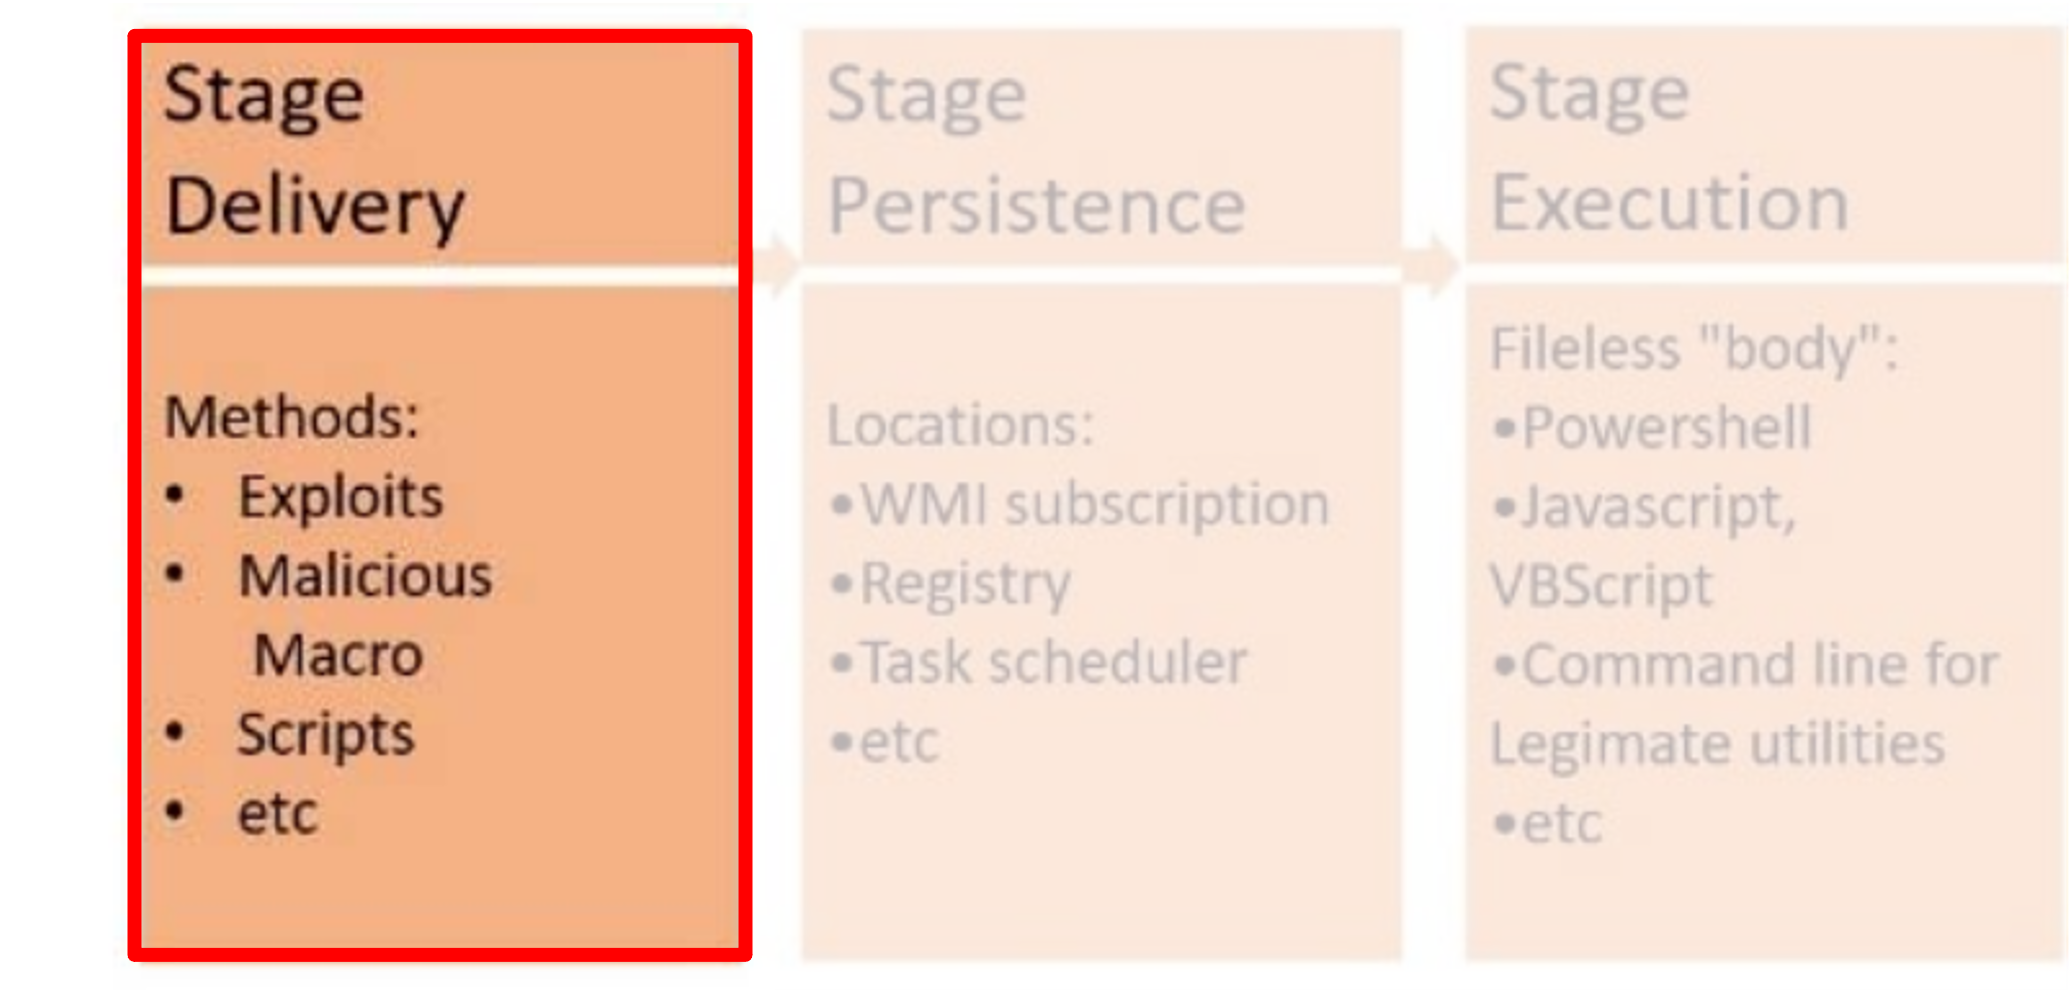 Stage
Delivery
Methods:
• Exploits
• Malicious
Macro
• Scripts
• etc
Stage
Persistence
Locations:
•WMI subscription
•Registry
•Task scheduler
•etc
Stage
Execution
Fileless "body":
•Powershell
•Javascript,
VBScript
•Command line for
Legimate utilities
•etc